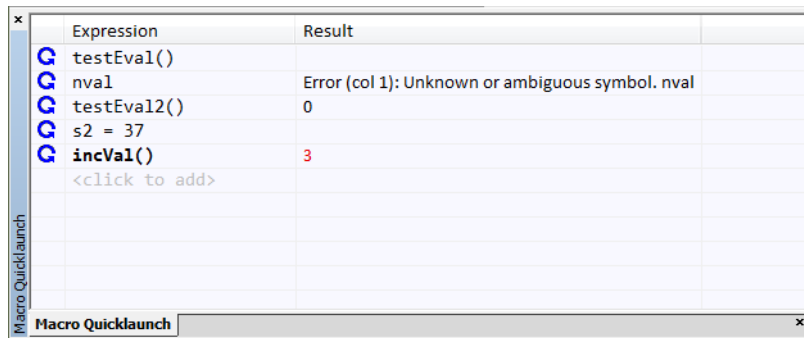 Expression Result
testEval()
nval Error (col 1): Unknown or ambiguous symbol. nval
testEval2() 0
s2 = 37
incVal() 3
<click to add>
Macro Quicklaunch
Macro Quicklaunch